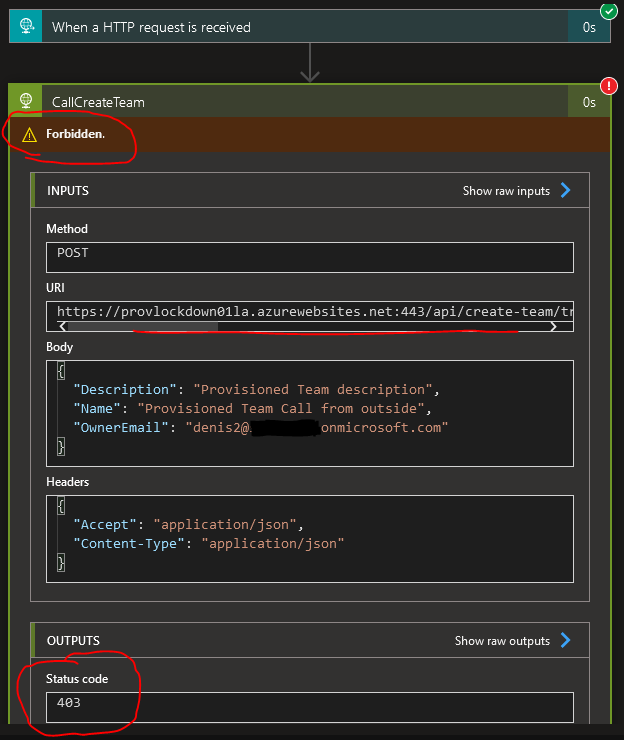 When a HTTP request is received
0s
CallCreateTeam
0s
Forbidden.
INPUTS
Show raw inputs
Method
POST
URI
https://provlockdown01la.azurewebsites.net:443/api/create-team/tr
Body
{
"Description": "Provisioned Team description",
"Name": "Provisioned Team Call from outside",
"OwnerEmail": "denis2@ onmicrosoft.com"
}
Headers
{
"Accept": "application/json",
"Content-Type": "application/json"
}
OUTPUTS
Show raw outputs
Status code
403